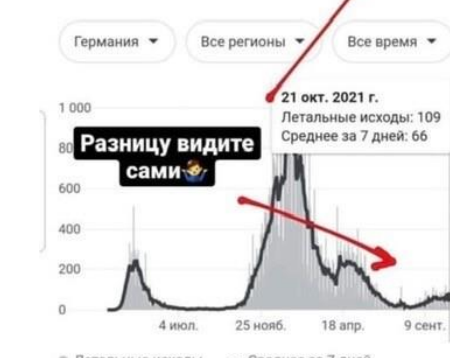 Германия
Все регионы
Все время
21 окт. 2021 г.
Летальные исходы: 109
Среднее за 7 дней: 66
1 000
Разницу видите
сами🤷
600
400
200
0
4 июл.
25 нояб.
18 апр.
9 сент.